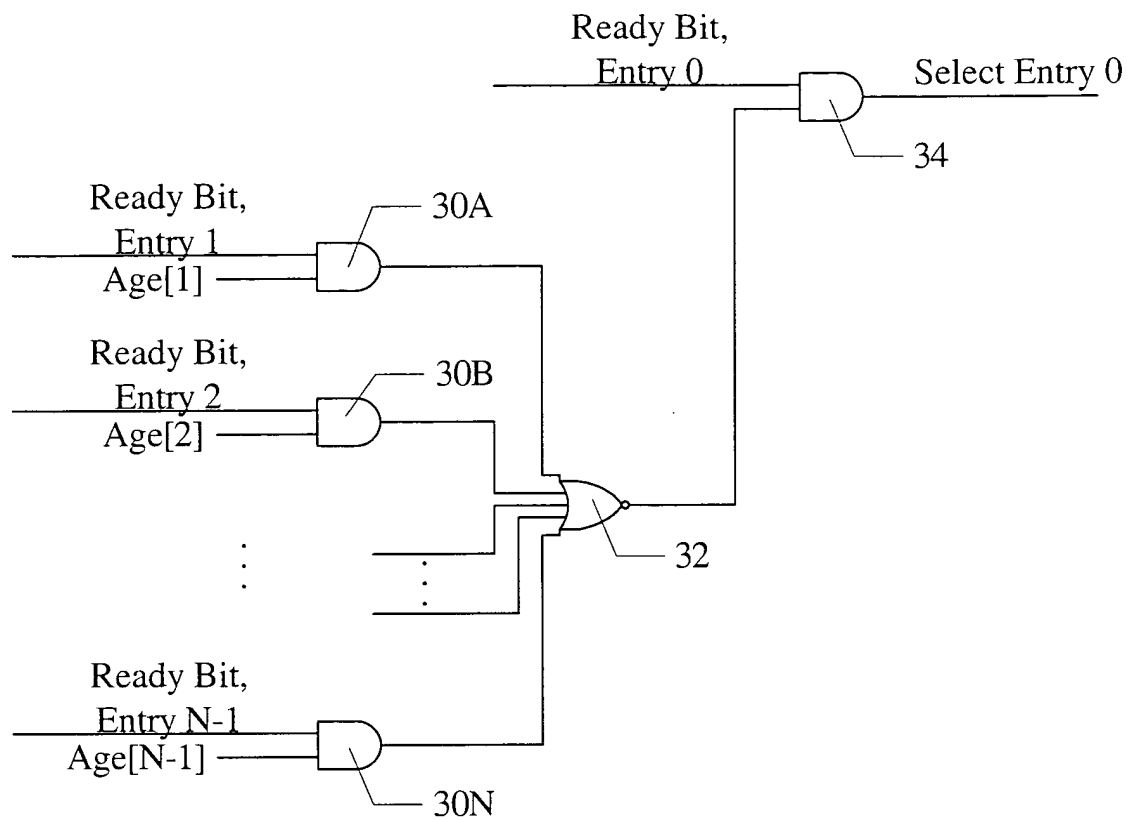 Ready Bit,
Entry 0
Select Entry 0
34
Ready Bit,
Entry 1
Age[1]
30A
Ready Bit,
Entry 2
Age[2]
30B
32
Ready Bit,
Entry N-1
Age[N-1]
30N